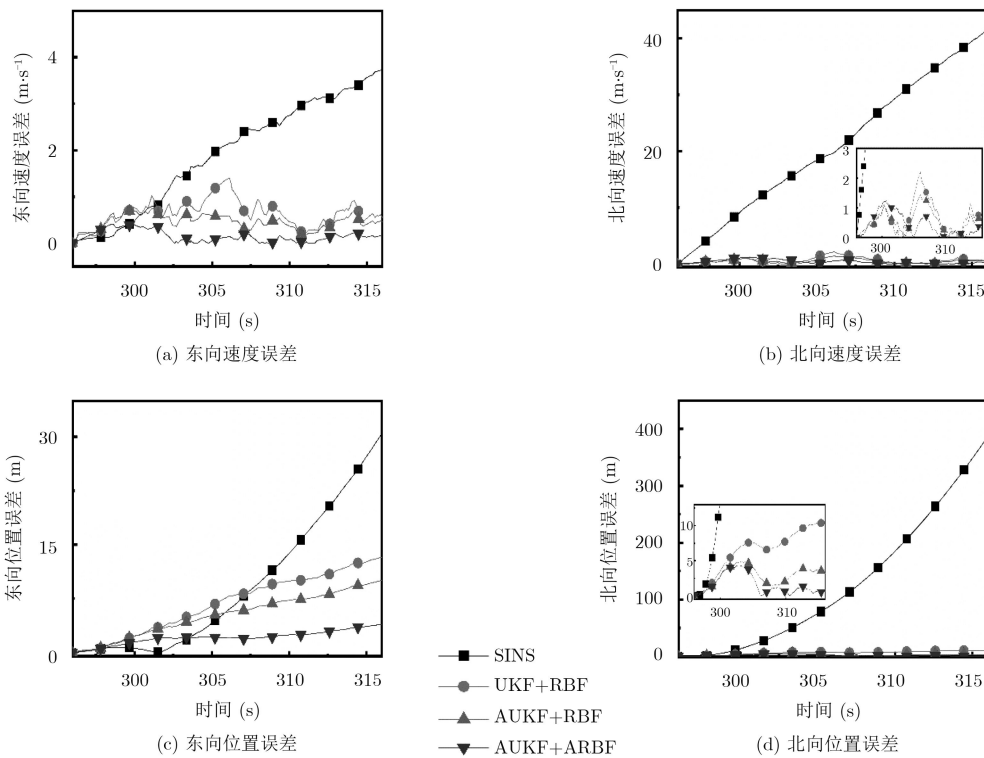 东向速度误差 (m·s⁻¹)
4
2
0
300 305 310 315
时间 (s)
(a) 东向速度误差
北向速度误差 (m·s⁻¹)
40
20
0
3
2
1
0
300 310
300 305 310 315
时间 (s)
(b) 北向速度误差
东向位置误差 (m)
30
15
0
300 305 310 315
时间 (s)
(c) 东向位置误差
SINS
UKF+RBF
AUKF+RBF
AUKF+ARBF
北向位置误差 (m)
400
300
200
100
0
10
5
0
300 310
300 305 310 315
时间 (s)
(d) 北向位置误差